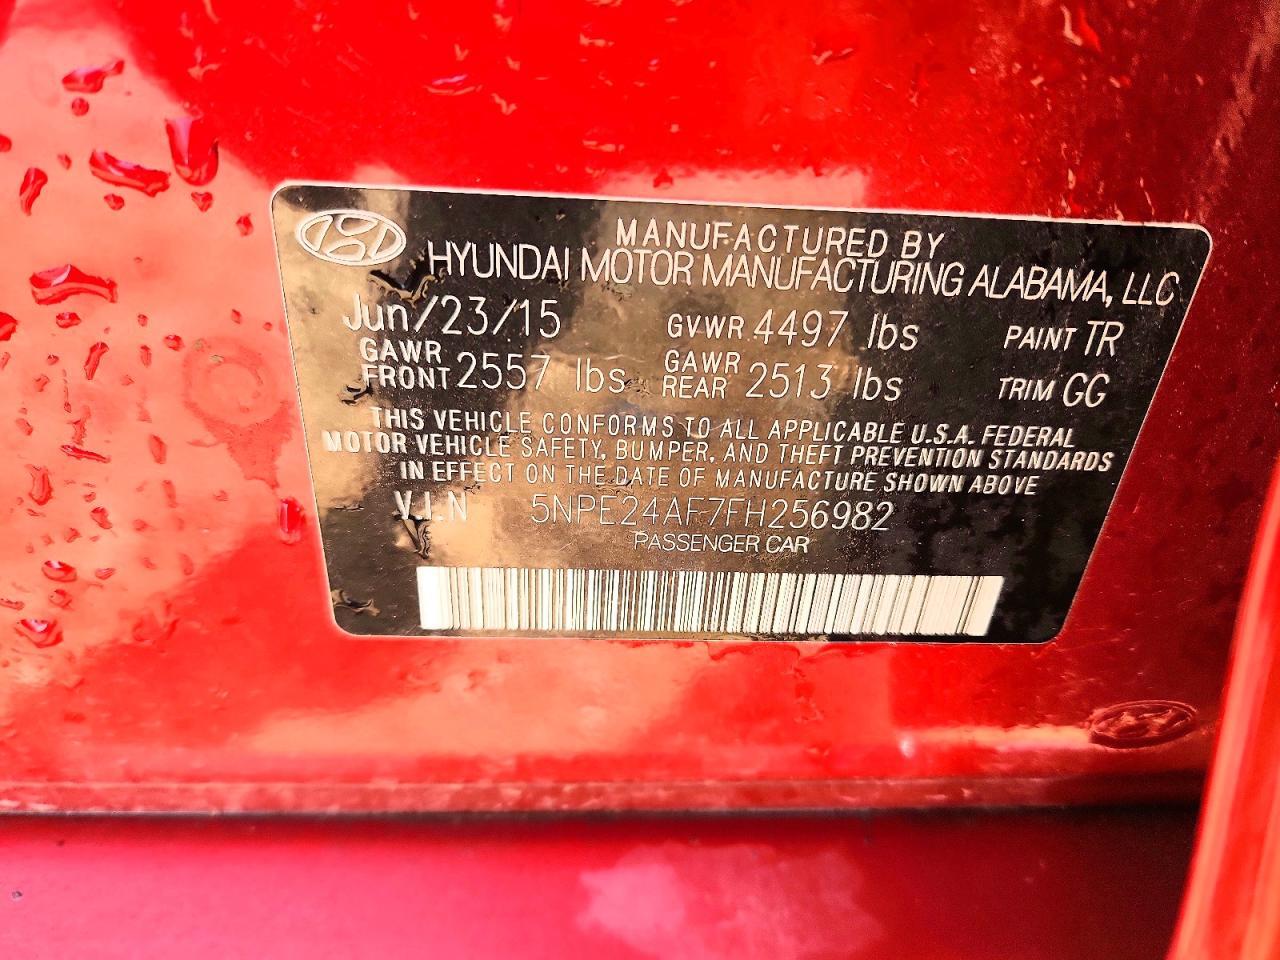 MANUFACTURED BY
HYUNDAI MOTOR MANUFACTURING ALABAMA, LLC
Jun/23/15 GVWR 4497 lbs PAINT TR
GAWR FRONT 2557 lbs GAWR REAR 2513 lbs TRIM GG
THIS VEHICLE CONFORMS TO ALL APPLICABLE U.S.A. FEDERAL
MOTOR VEHICLE SAFETY, BUMPER, AND THEFT PREVENTION STANDARDS
IN EFFECT ON THE DATE OF MANUFACTURE SHOWN ABOVE
V.I.N 5NPE24AF7FH256982
PASSENGER CAR